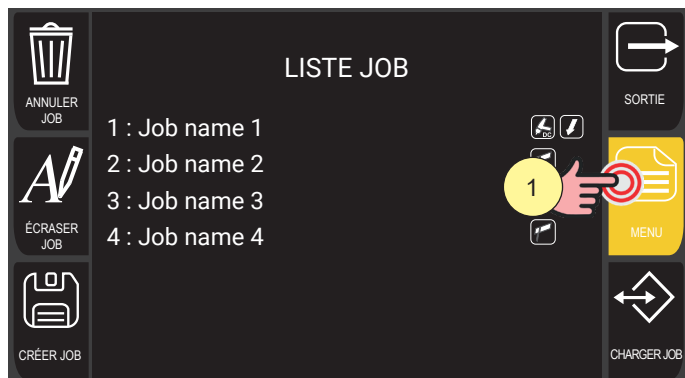 LISTE JOB
ANNULER
JOB
ÉCRASER
JOB
CRÉER JOB
1 : Job name 1
DC
2 : Job name 2
3 : Job name 3
4 : Job name 4
1
SORTIE
MENU
CHARGER JOB